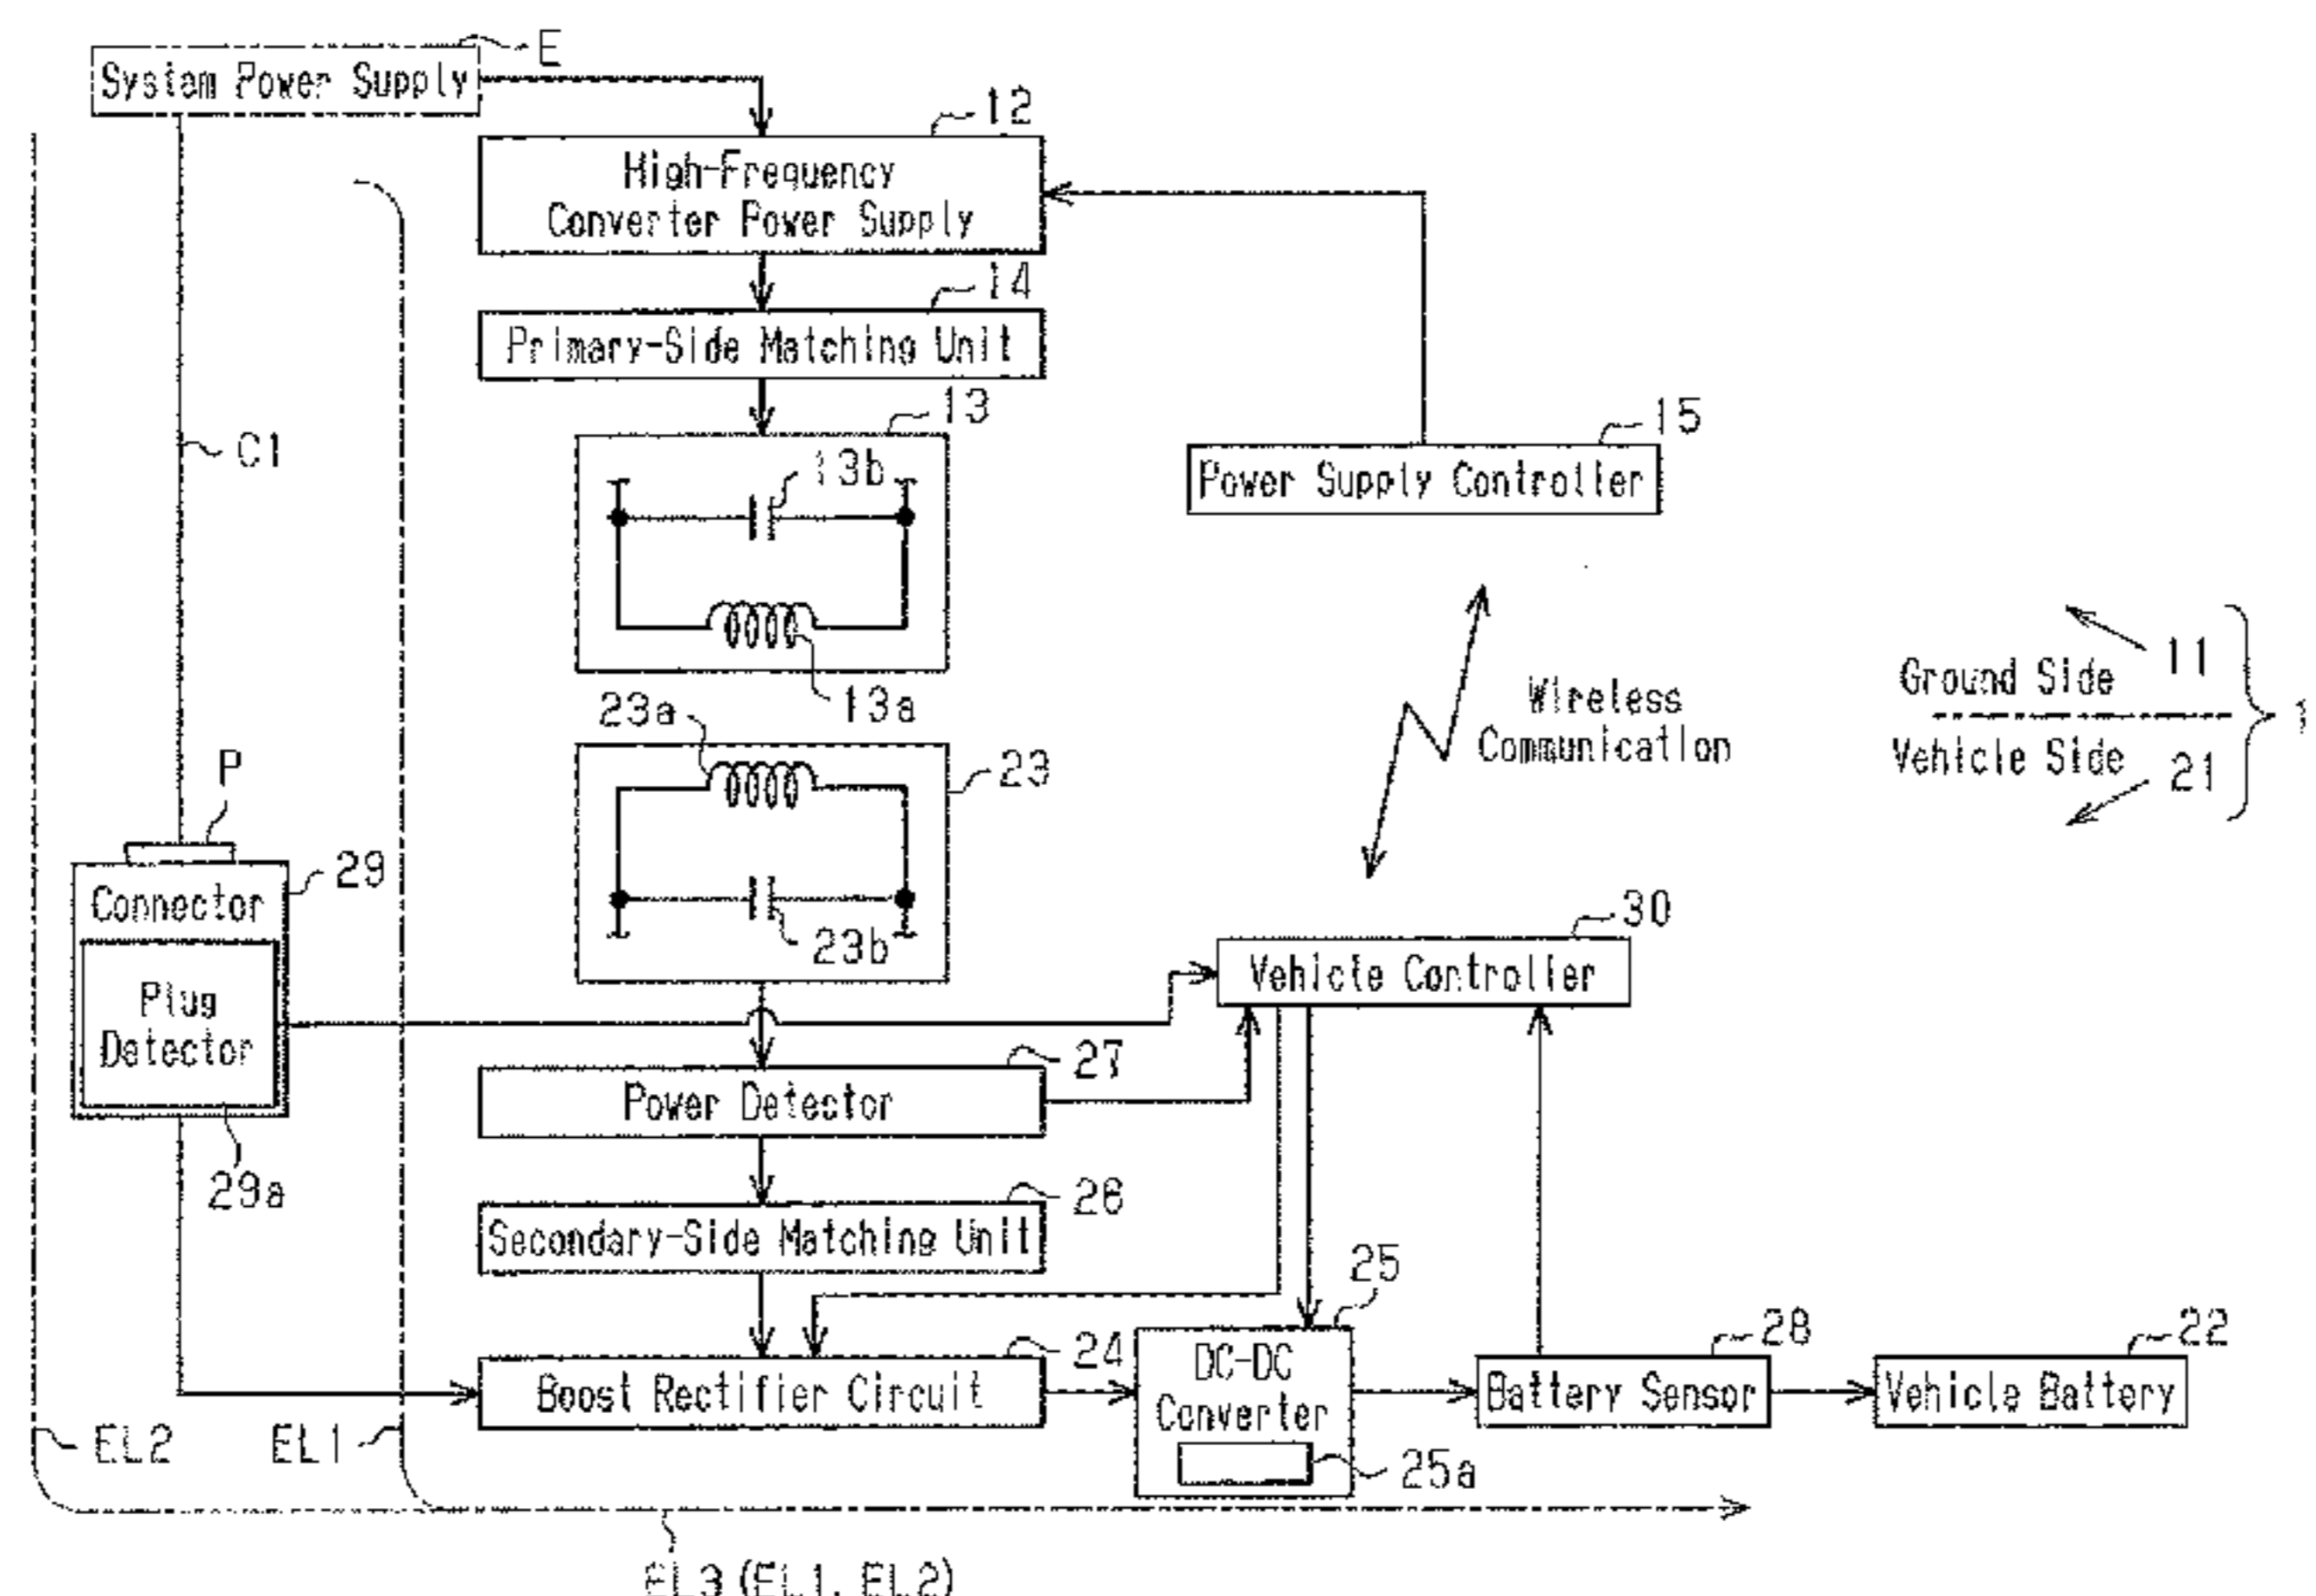 E
System Power Supply
12
High-Frequency
Converter Power Supply
14
Primary-Side Matching Unit
13
15
C1
13b
Power Supply Controller
13a
23a
Wireless
Communication
Ground Side
11
1
Vehicle Side
21
P
23
29
Connector
23b
30
Vehicle Controller
Plug
Detector
27
Power Detector
29a
26
Secondary-Side Matching Unit
25
24
Boost Rectifier Circuit
DC-DC
Converter
28
Battery Sensor
22
Vehicle Battery
EL2
EL1
25a
EL3 (EL1, EL2)